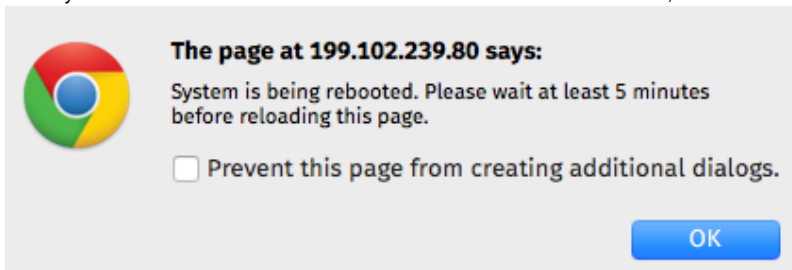 The page at 199.102.239.80 says:
System is being rebooted. Please wait at least 5 minutes
before reloading this page.
Prevent this page from creating additional dialogs.
OK